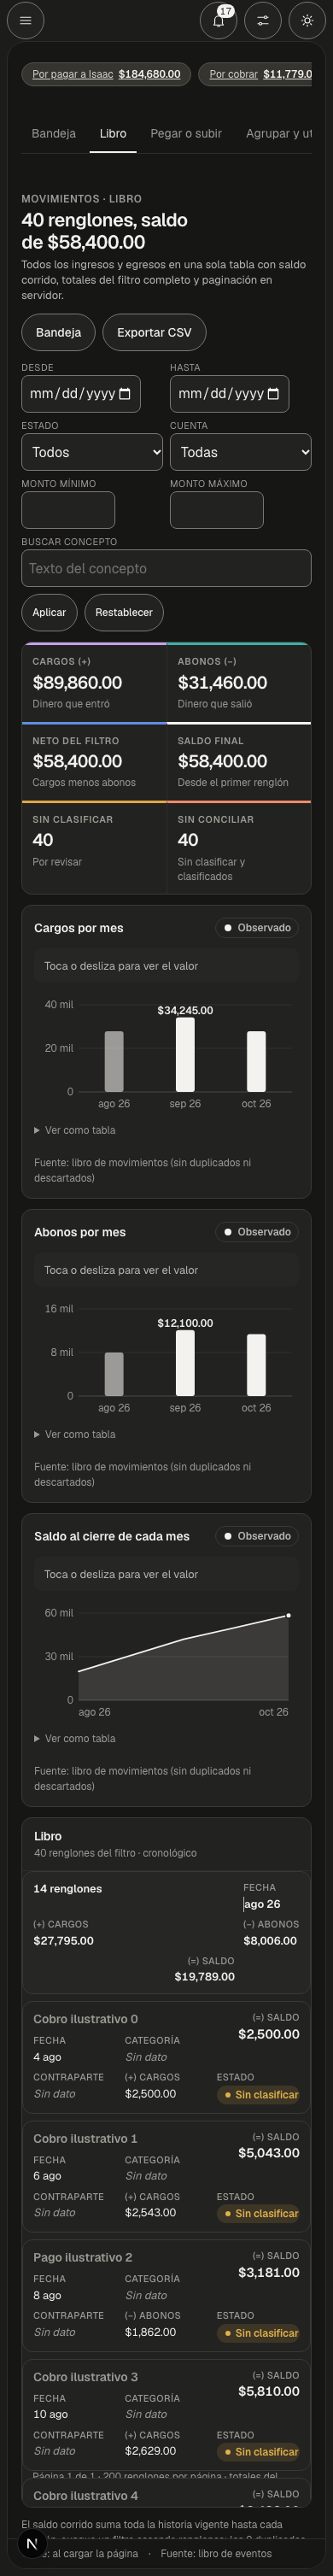 17
Por pagar a Isaac $184,680.00
Por cobrar $11,779.0
Bandeja Libro Pegar o subir Agrupar y ut
MOVIMIENTOS · LIBRO
40 renglones, saldo
de $58,400.00
Todos los ingresos y egresos en una sola tabla con saldo
corrido, totales del filtro completo y paginación en
servidor.
Bandeja Exportar CSV
DESDE HASTA
mm/dd/yyyy mm/dd/yyyy
ESTADO CUENTA
Todos Todas
MONTO MÍNIMO MONTO MÁXIMO
BUSCAR CONCEPTO
Texto del concepto
Aplicar Restablecer
CARGOS (+) ABONOS (−)
$89,860.00 $31,460.00
Dinero que entró Dinero que salió
NETO DEL FILTRO SALDO FINAL
$58,400.00 $58,400.00
Cargos menos abonos Desde el primer renglón
SIN CLASIFICAR SIN CONCILIAR
40 40
Por revisar Sin clasificar y
clasificados
Cargos por mes Observado
Toca o desliza para ver el valor
40 mil
$34,245.00
20 mil
0
ago 26 sep 26 oct 26
Ver como tabla
Fuente: libro de movimientos (sin duplicados ni
descartados)
Abonos por mes Observado
Toca o desliza para ver el valor
16 mil
$12,100.00
8 mil
0
ago 26 sep 26 oct 26
Ver como tabla
Fuente: libro de movimientos (sin duplicados ni
descartados)
Saldo al cierre de cada mes Observado
Toca o desliza para ver el valor
60 mil
30 mil
0
ago 26 oct 26
Ver como tabla
Fuente: libro de movimientos (sin duplicados ni
descartados)
Libro
40 renglones del filtro · cronológico
14 renglones FECHA
ago 26
(+) CARGOS (−) ABONOS
$27,795.00 $8,006.00
(=) SALDO
$19,789.00
Cobro ilustrativo 0 (=) SALDO
$2,500.00
FECHA CATEGORÍA
4 ago Sin dato
CONTRAPARTE (+) CARGOS ESTADO
Sin dato $2,500.00 Sin clasificar
Cobro ilustrativo 1 (=) SALDO
$5,043.00
FECHA CATEGORÍA
6 ago Sin dato
CONTRAPARTE (+) CARGOS ESTADO
Sin dato $2,543.00 Sin clasificar
Pago ilustrativo 2 (=) SALDO
$3,181.00
FECHA CATEGORÍA
8 ago Sin dato
CONTRAPARTE (−) ABONOS ESTADO
Sin dato $1,862.00 Sin clasificar
Cobro ilustrativo 3 (=) SALDO
$5,810.00
FECHA CATEGORÍA
10 ago Sin dato
CONTRAPARTE (+) CARGOS ESTADO
Sin dato $2,629.00 Sin clasificar
Página 1 de 1 · 200 renglones por página · totales del
Cobro ilustrativo 4 (=) SALDO
El saldo corrido suma toda la historia vigente hasta cada
N
al cargar la página · Fuente: libro de eventos